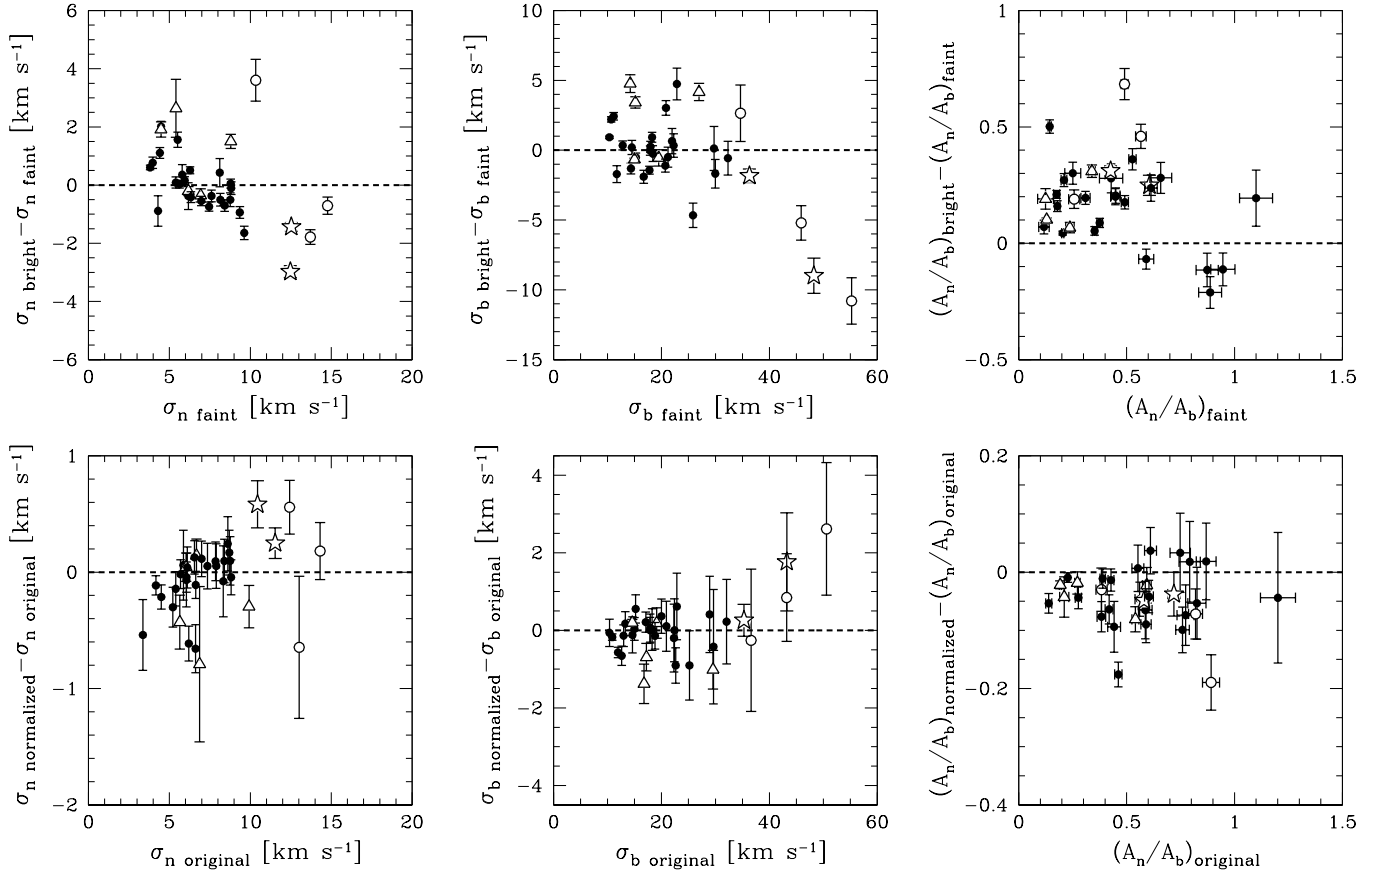 σn bright−σn faint [km s−1]
6
4
2
0
−2
−4
−6
0 5 10 15 20
σn faint [km s−1]
σb bright−σb faint [km s−1]
10
5
0
−5
−10
−15
0 20 40 60
σb faint [km s−1]
(An/Ab)bright−(An/Ab)faint
1
0.5
0
−0.5
0 0.5 1 1.5
(An/Ab)faint
σn normalized−σn original [km s−1]
1
0
−1
−2
0 5 10 15 20
σn original [km s−1]
σb normalized−σb original [km s−1]
4
2
0
−2
−4
0 20 40 60
σb original [km s−1]
(An/Ab)normalized−(An/Ab)original
0.2
0
−0.2
−0.4
0 0.5 1 1.5
(An/Ab)original